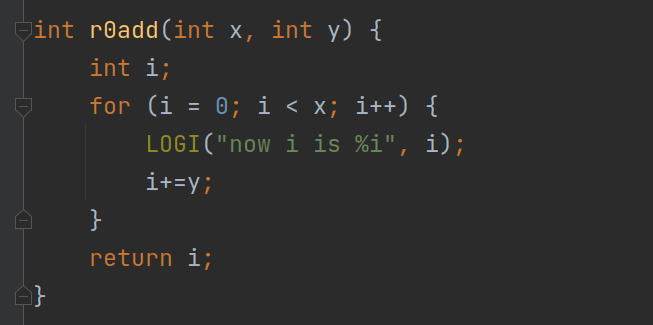 int r0add(int x, int y) {
    int i;
    for (i = 0; i < x; i++) {
        LOGI("now i is %i", i);
        i+=y;
    }
    return i;
}